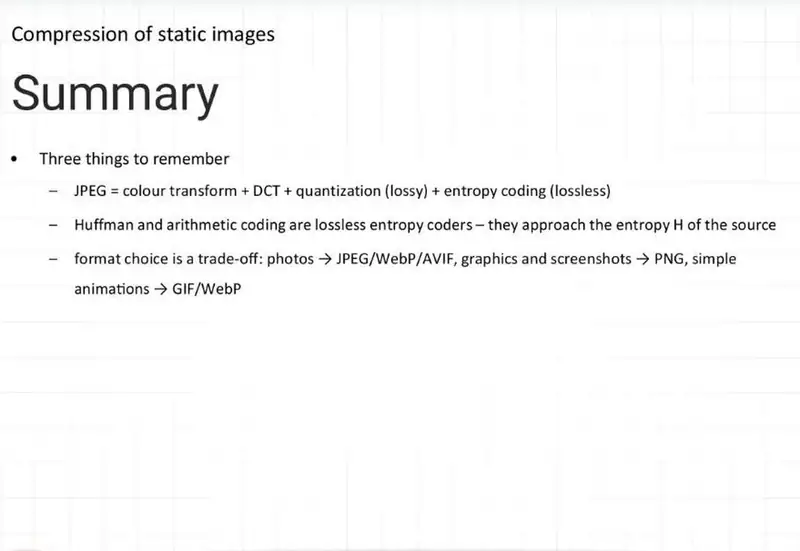 Compression of static images
Summary
• Three things to remember
– JPEG = colour transform + DCT + quantization (lossy) + entropy coding (lossless)
– Huffman and arithmetic coding are lossless entropy coders – they approach the entropy H of the source
– format choice is a trade-off: photos → JPEG/WebP/AVIF, graphics and screenshots → PNG, simple
animations → GIF/WebP